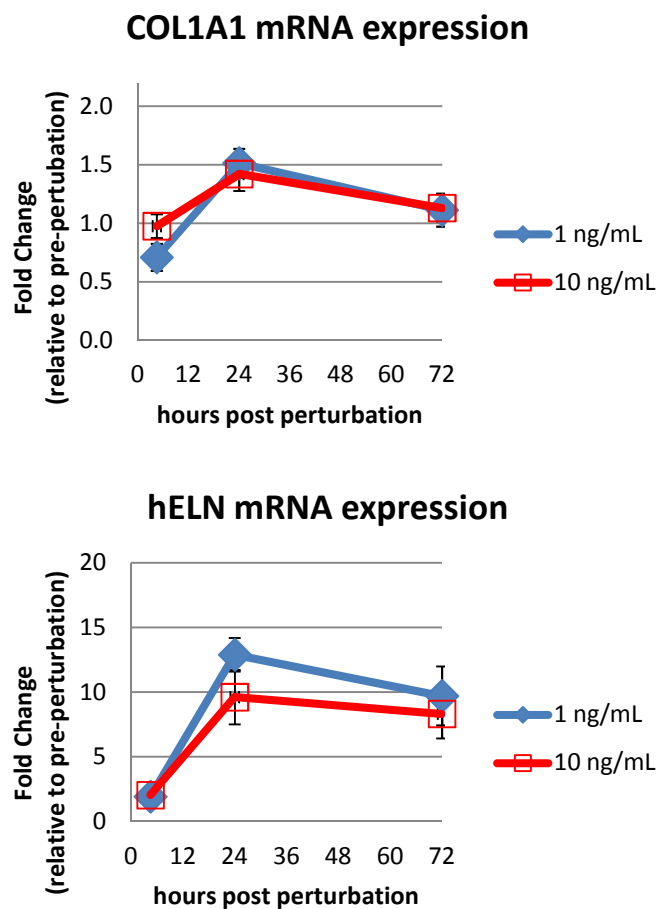 COL1A1 mRNA expression
Fold Change
(relative to pre-perturbation)
2.0
1.5
1.0
0.5
0.0
0 12 24 36 48 60 72
hours post perturbation
1 ng/mL
10 ng/mL
hELN mRNA expression
Fold Change
(relative to pre-perturbation)
20
15
10
5
0
0 12 24 36 48 60 72
hours post perturbation
1 ng/mL
10 ng/mL